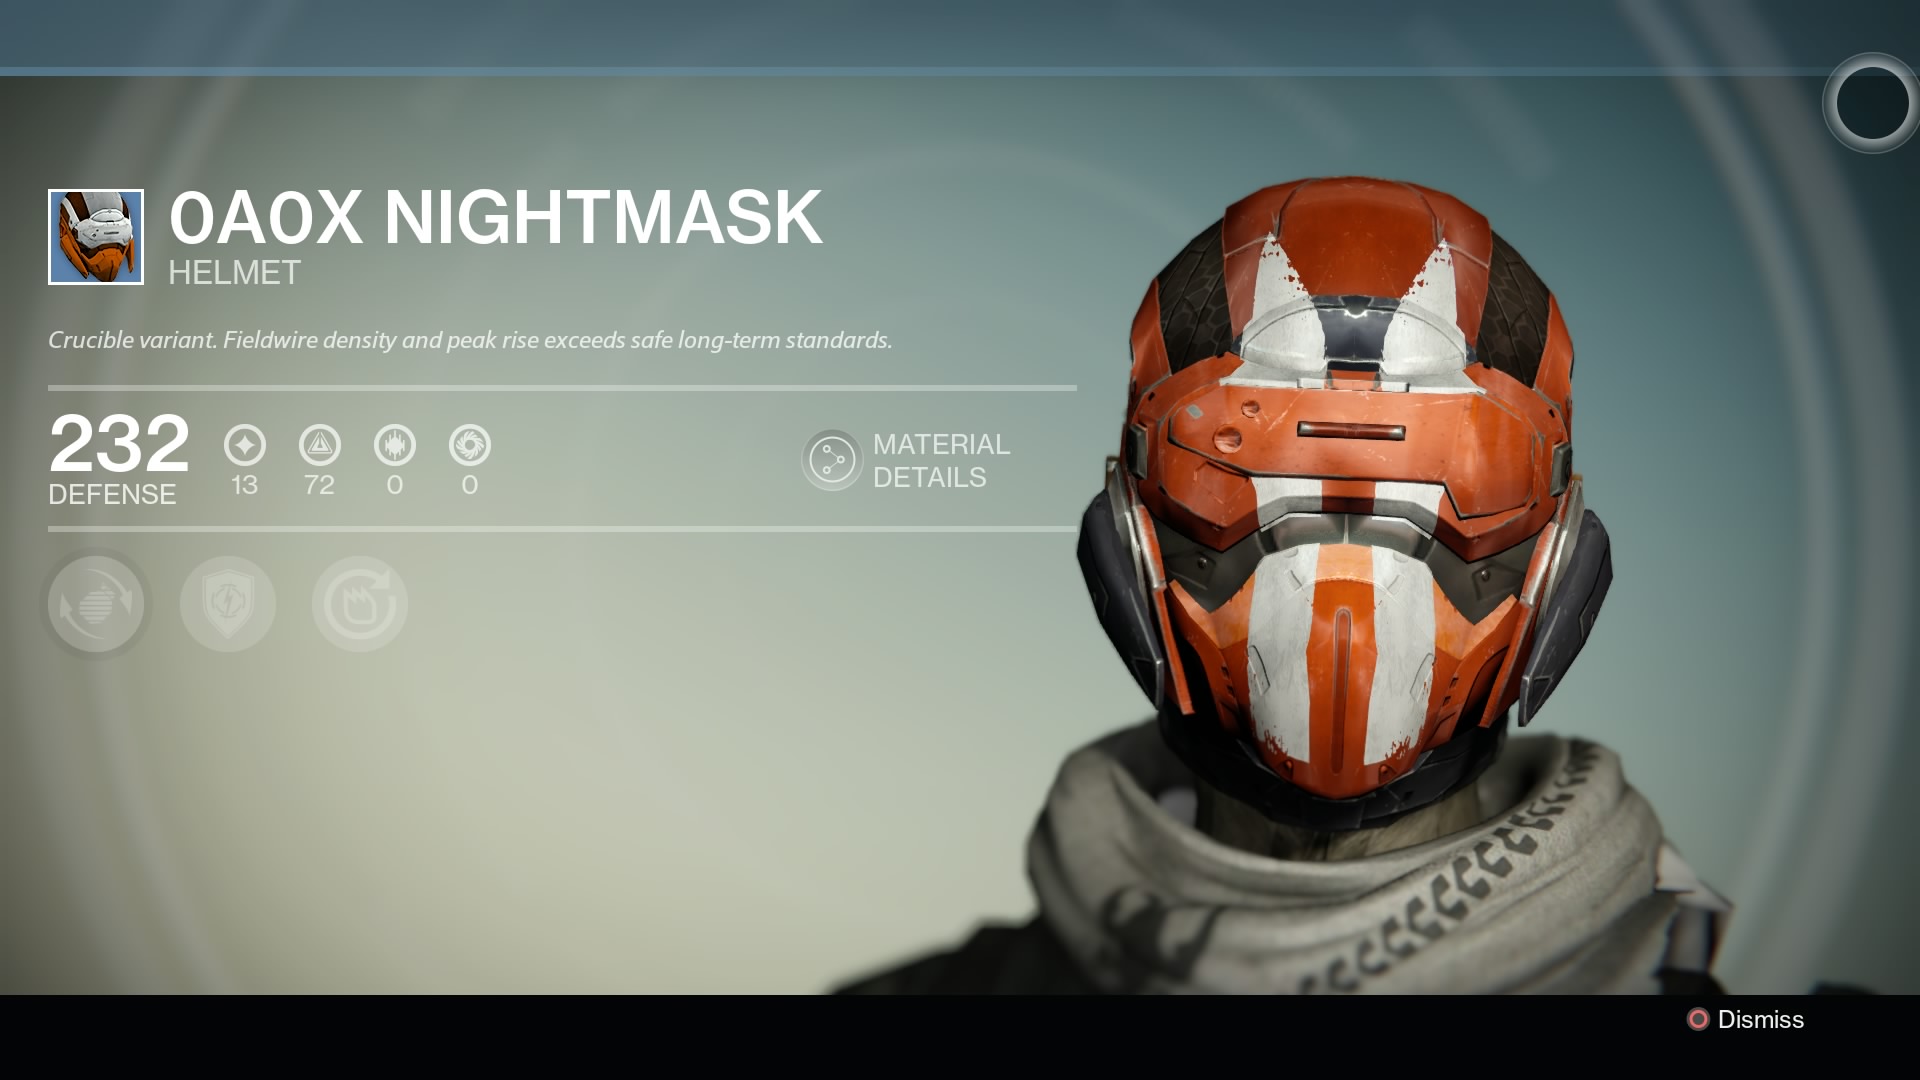 0A0X NIGHTMASK
HELMET
Crucible variant. Fieldwire density and peak rise exceeds safe long-term standards.
232
DEFENSE
13 72 0 0
MATERIAL
DETAILS
Dismiss